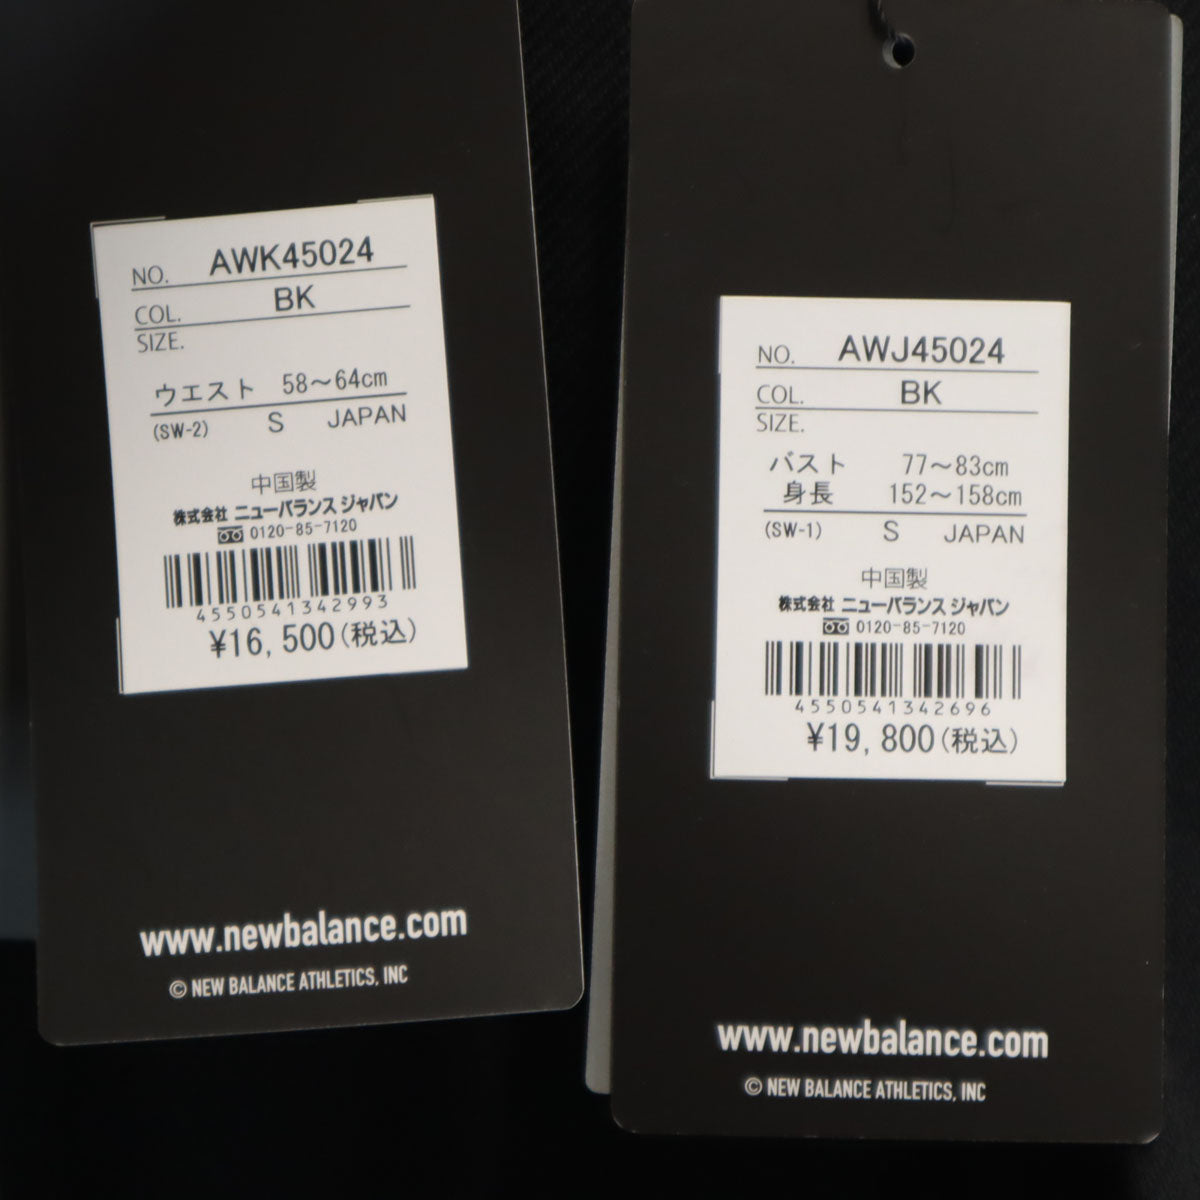 NO. AWK45024
COL. BK
SIZE.
ウエスト 58～64cm
(SW-2) S JAPAN
中国製
株式会社 ニューバランス ジャパン
0120-85-7120
4550541342993
¥16,500(税込)
www.newbalance.com
© NEW BALANCE ATHLETICS, INC
NO. AWJ45024
COL. BK
SIZE.
バスト 77～83cm
身長 152～158cm
(SW-1) S JAPAN
中国製
株式会社 ニューバランス ジャパン
0120-85-7120
4550541342696
¥19,800(税込)
www.newbalance.com
© NEW BALANCE ATHLETICS, INC